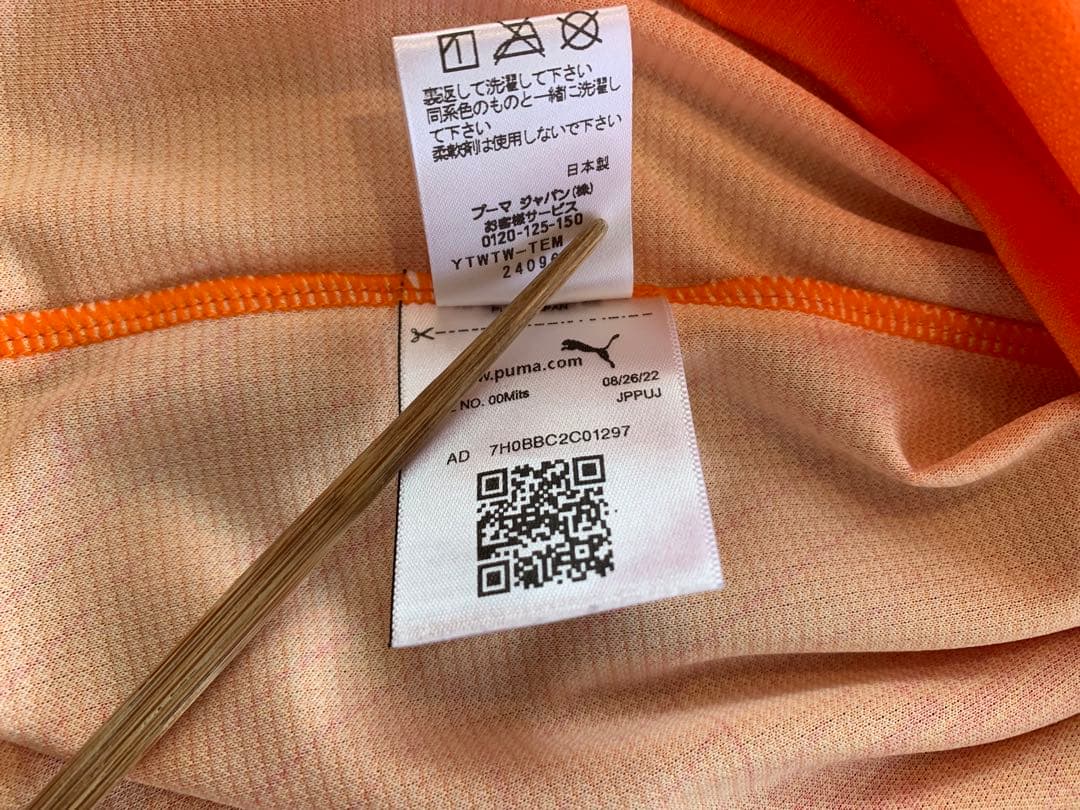 裏返して洗濯して下さい
同系色のものと一緒に洗濯し
て下さい
柔軟剤は使用しないで下さい
日本製
プーマ ジャパン(株)
お客様サービス
0120-125-150
YTWTW-TEM
2409
www.puma.com
08/26/22
NO. 00Mits
JPPUJ
AD 7H0BBC2C01297